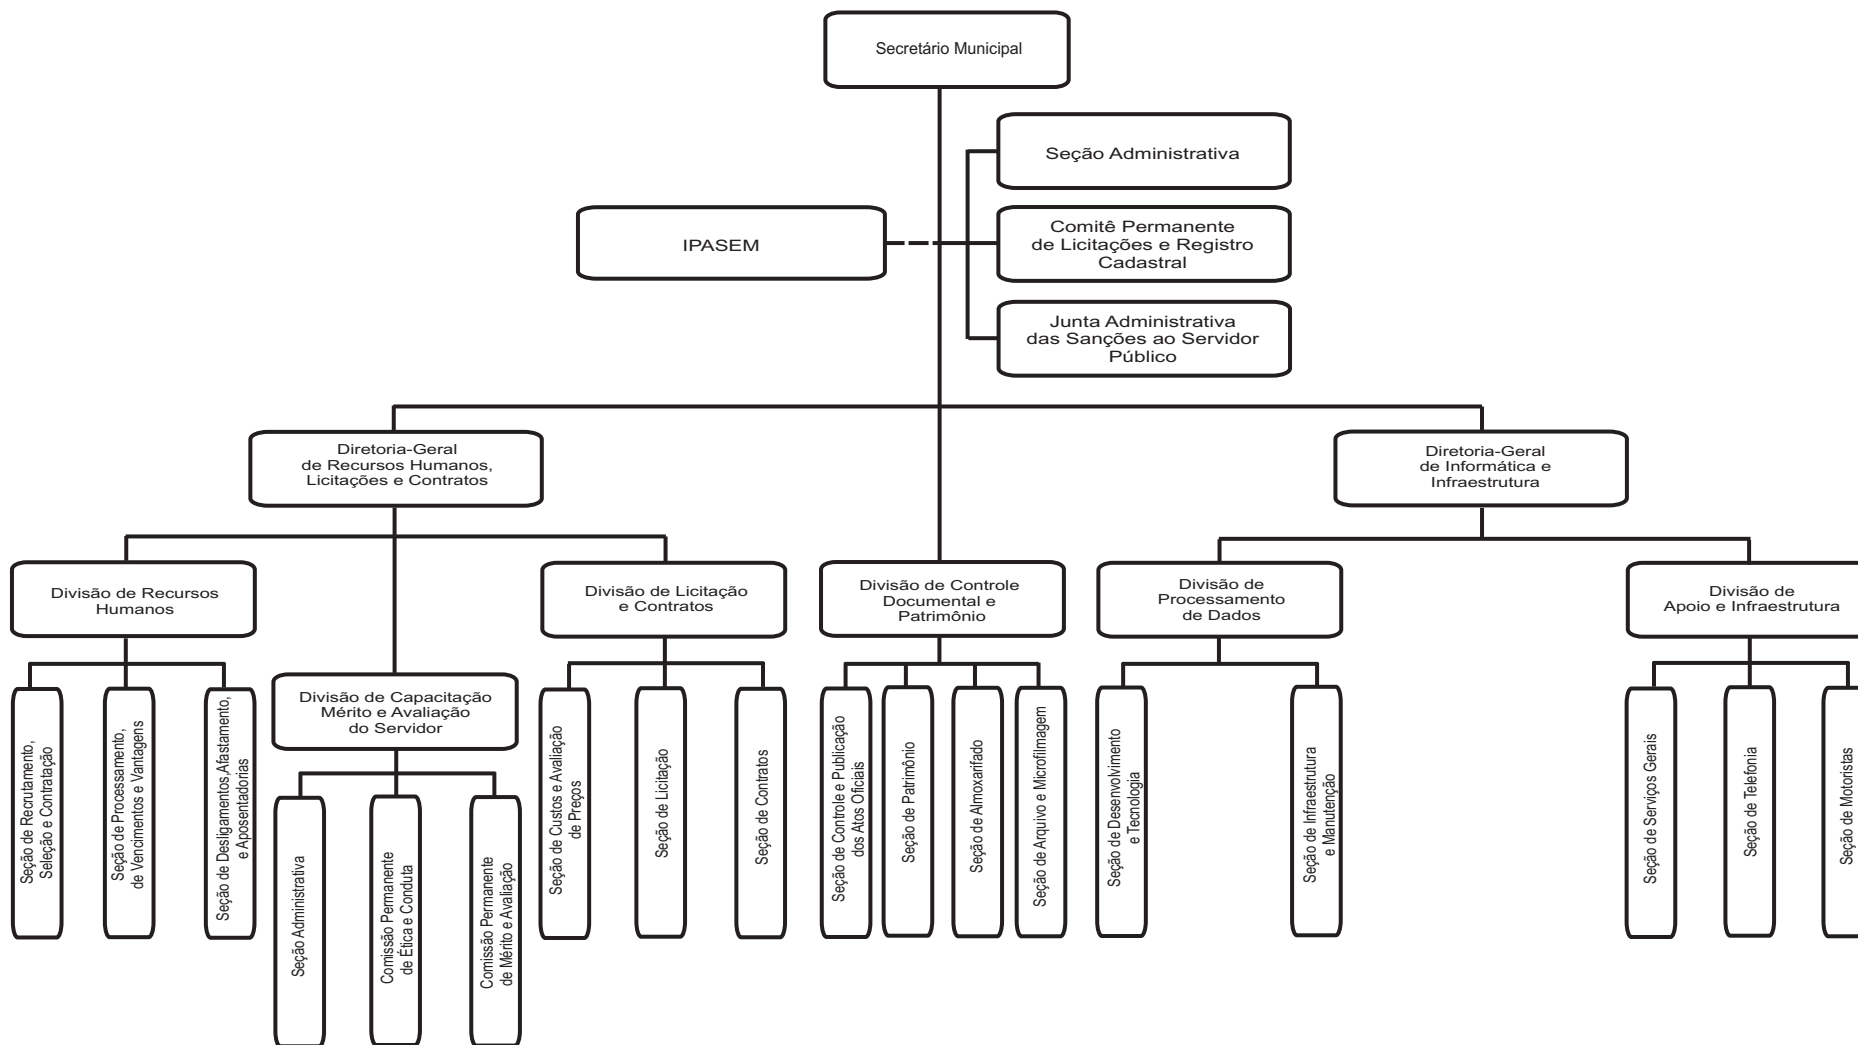 Secretário Municipal
Seção Administrativa
IPASEM
Comitê Permanente
de Licitações e Registro
Cadastral
Junta Administrativa
das Sanções ao Servidor
Público
Diretoria-Geral
de Recursos Humanos,
Licitações e Contratos
Diretoria-Geral
de Informática e
Infraestrutura
Divisão de Recursos
Humanos
Divisão de Licitação
e Contratos
Divisão de Controle
Documental e
Patrimônio
Divisão de
Processamento
de Dados
Divisão de
Apoio e Infraestrutura
Divisão de Capacitação
Mérito e Avaliação
do Servidor
Seção de Recrutamento,
Seleção e Contratação
Seção de Processamento,
de Vencimentos e Vantagens
Seção de Desligamentos,Afastamento,
e Aposentadorias
Seção Administrativa
Comissão Permanente
de Ética e Conduta
Comissão Permanente
de Mérito e Avaliação
Seção de Custos e Avaliação
de Preços
Seção de Licitação
Seção de Contratos
Seção de Controle e Publicação
dos Atos Oficiais
Seção de Patrimônio
Seção de Almoxarifado
Seção de Arquivo e Microfilmagem
Seção de Desenvolvimento
e Tecnologia
Seção de Infraestrutura
e Manutenção
Seção de Serviços Gerais
Seção de Telefonia
Seção de Motoristas